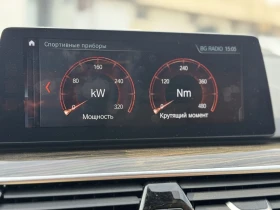 Спортивные приборы
BG RADIO 15:01
160
80 240
kW
0 320
Мощность
240
120 360
Nm
0 480
Крутящий момент